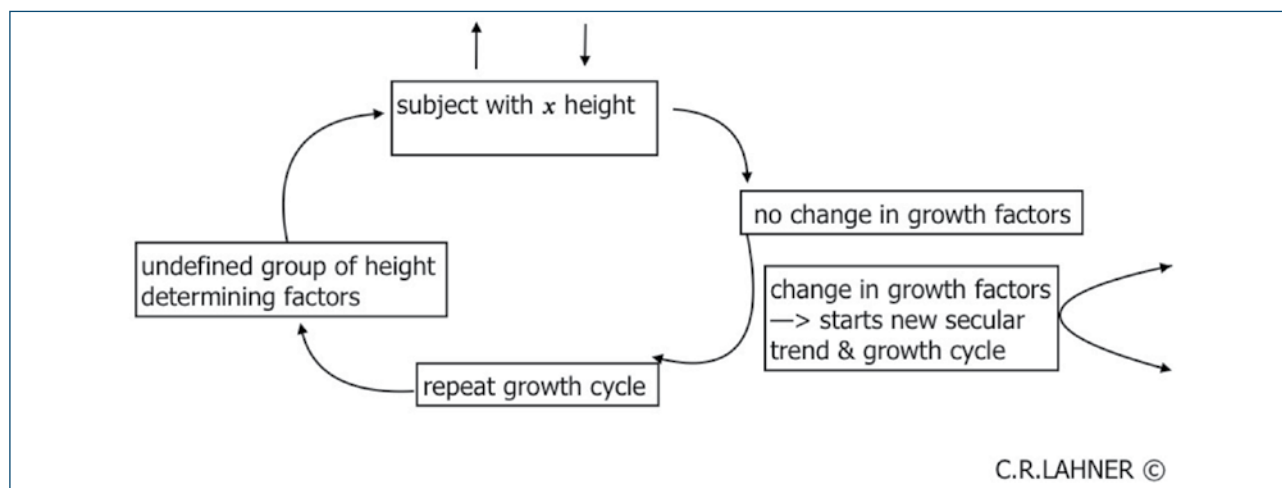 subject with x height
no change in growth factors
undefined group of height
determining factors
change in growth factors
—> starts new secular
trend & growth cycle
repeat growth cycle
C.R.LAHNER ©